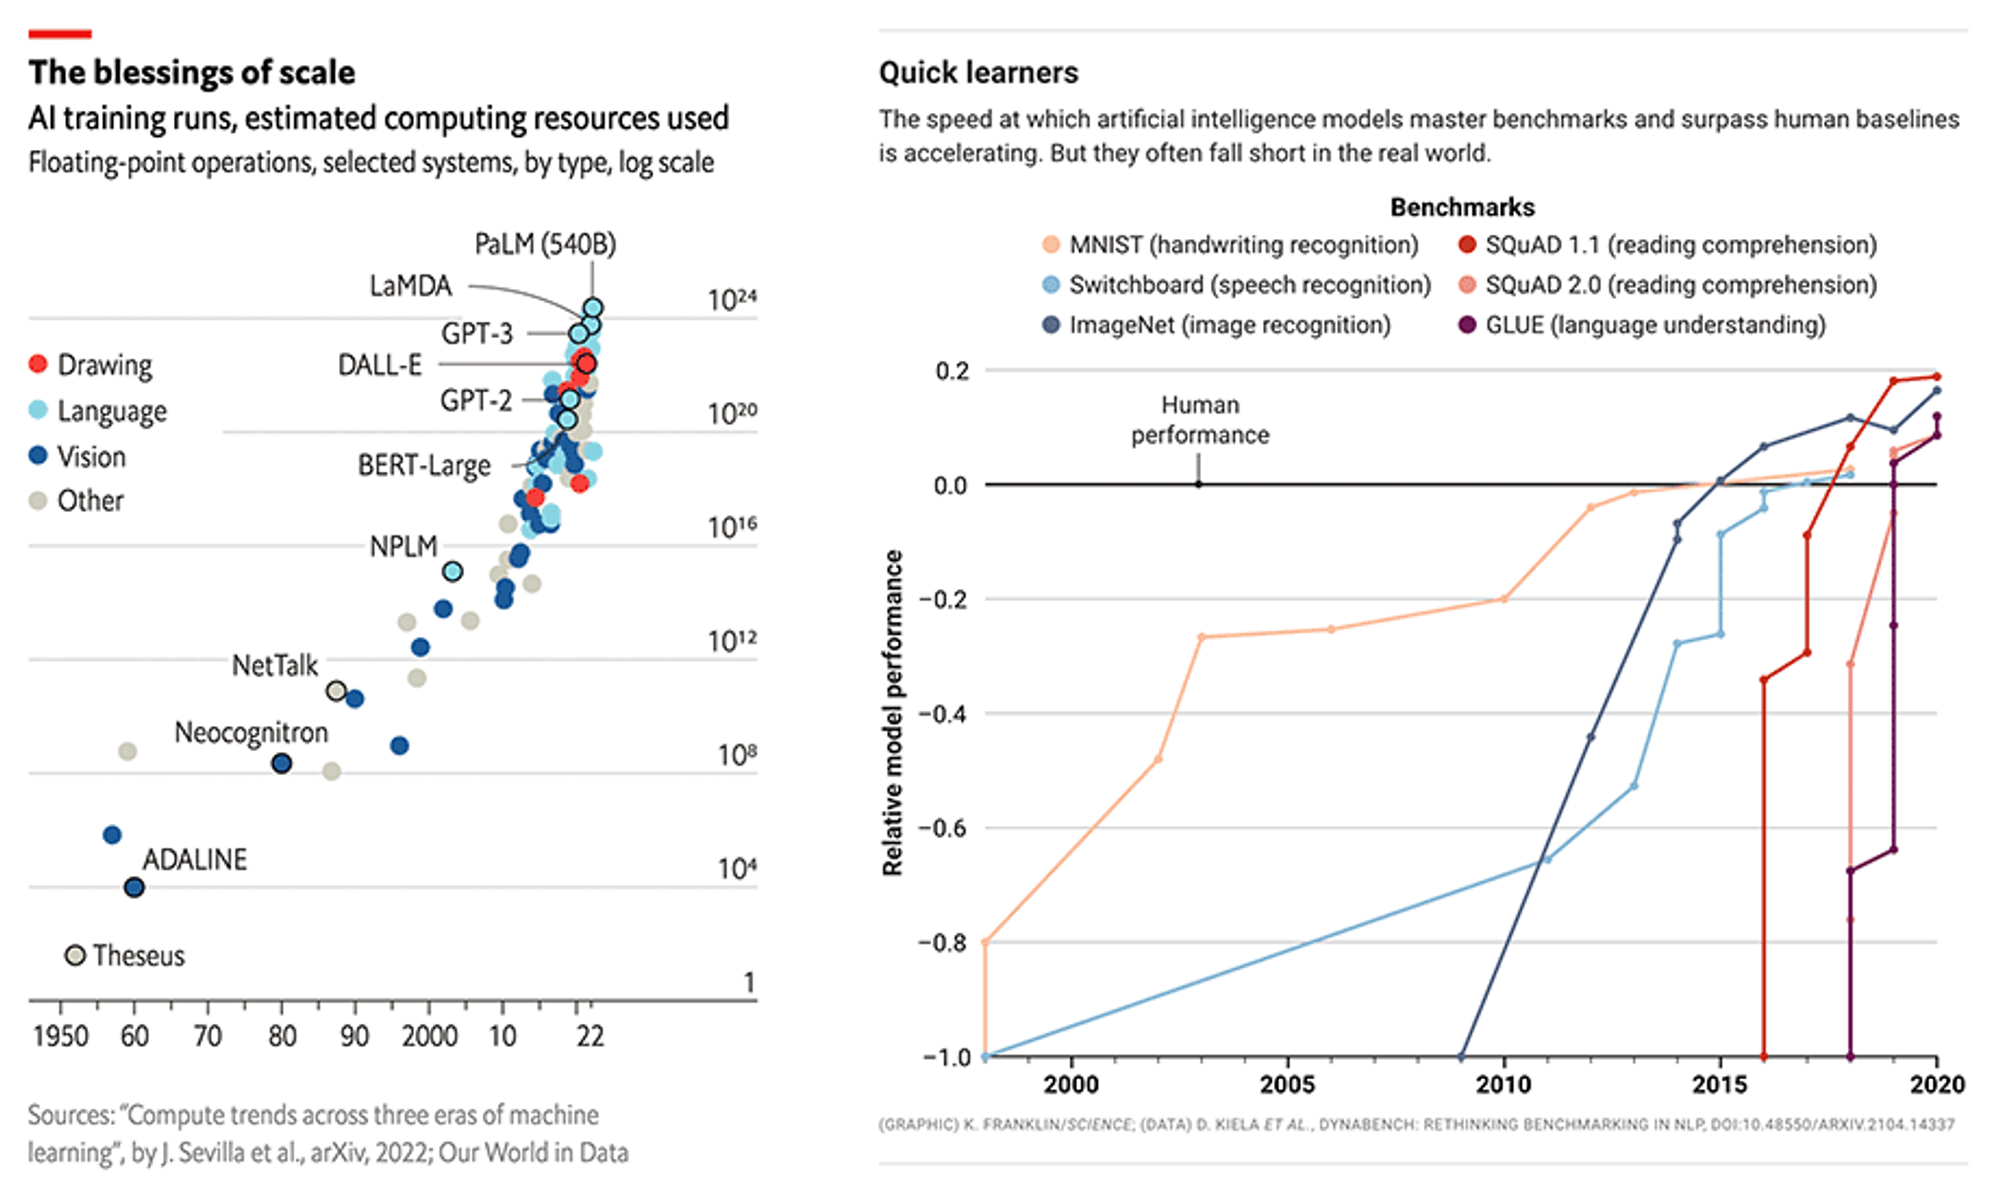 The blessings of scale
AI training runs, estimated computing resources used
Floating-point operations, selected systems, by type, log scale
PaLM (540B)
LaMDA
10²⁴
GPT-3
Drawing
DALL-E
Language
GPT-2
10²⁰
Vision
BERT-Large
Other
10¹⁶
NPLM
10¹²
NetTalk
Neocognitron
10⁸
ADALINE
10⁴
Theseus
1
1950 60 70 80 90 2000 10 22
Sources: “Compute trends across three eras of machine
learning”, by J. Sevilla et al., arXiv, 2022; Our World in Data
Quick learners
The speed at which artificial intelligence models master benchmarks and surpass human baselines
is accelerating. But they often fall short in the real world.
Benchmarks
MNIST (handwriting recognition)
Switchboard (speech recognition)
ImageNet (image recognition)
SQuAD 1.1 (reading comprehension)
SQuAD 2.0 (reading comprehension)
GLUE (language understanding)
Relative model performance
0.2
Human
performance
0.0
−0.2
−0.4
−0.6
−0.8
−1.0
2000 2005 2010 2015 2020
(GRAPHIC) K. FRANKLIN/SCIENCE; (DATA) D. KIELA ET AL., DYNABENCH: RETHINKING BENCHMARKING IN NLP, DOI:10.48550/ARXIV.2104.14337